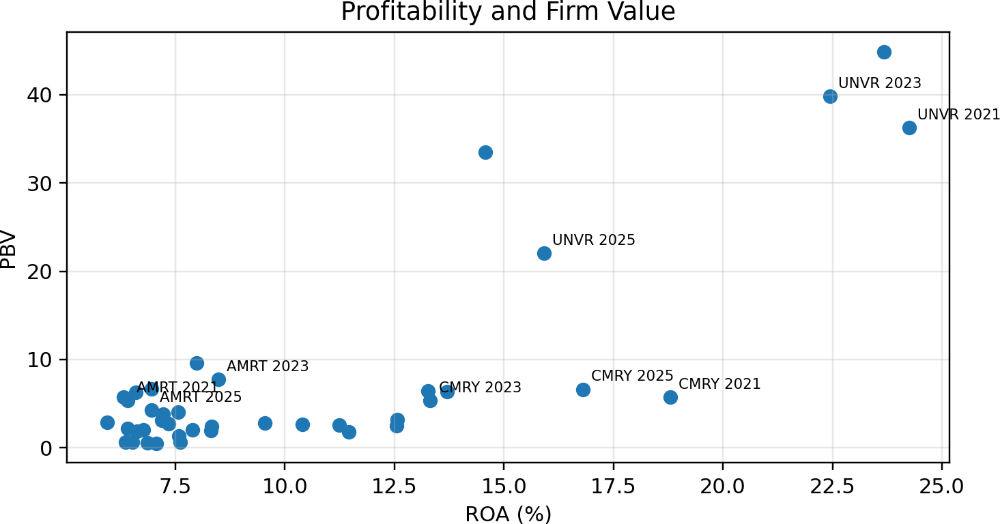 Profitability and Firm Value
PBV
40
30
20
10
0
UNVR 2023
UNVR 2021
UNVR 2025
AMRT 2023
AMRT 2021
AMRT 2025
CMRY 2023
CMRY 2025
CMRY 2021
7.5 10.0 12.5 15.0 17.5 20.0 22.5 25.0
ROA (%)